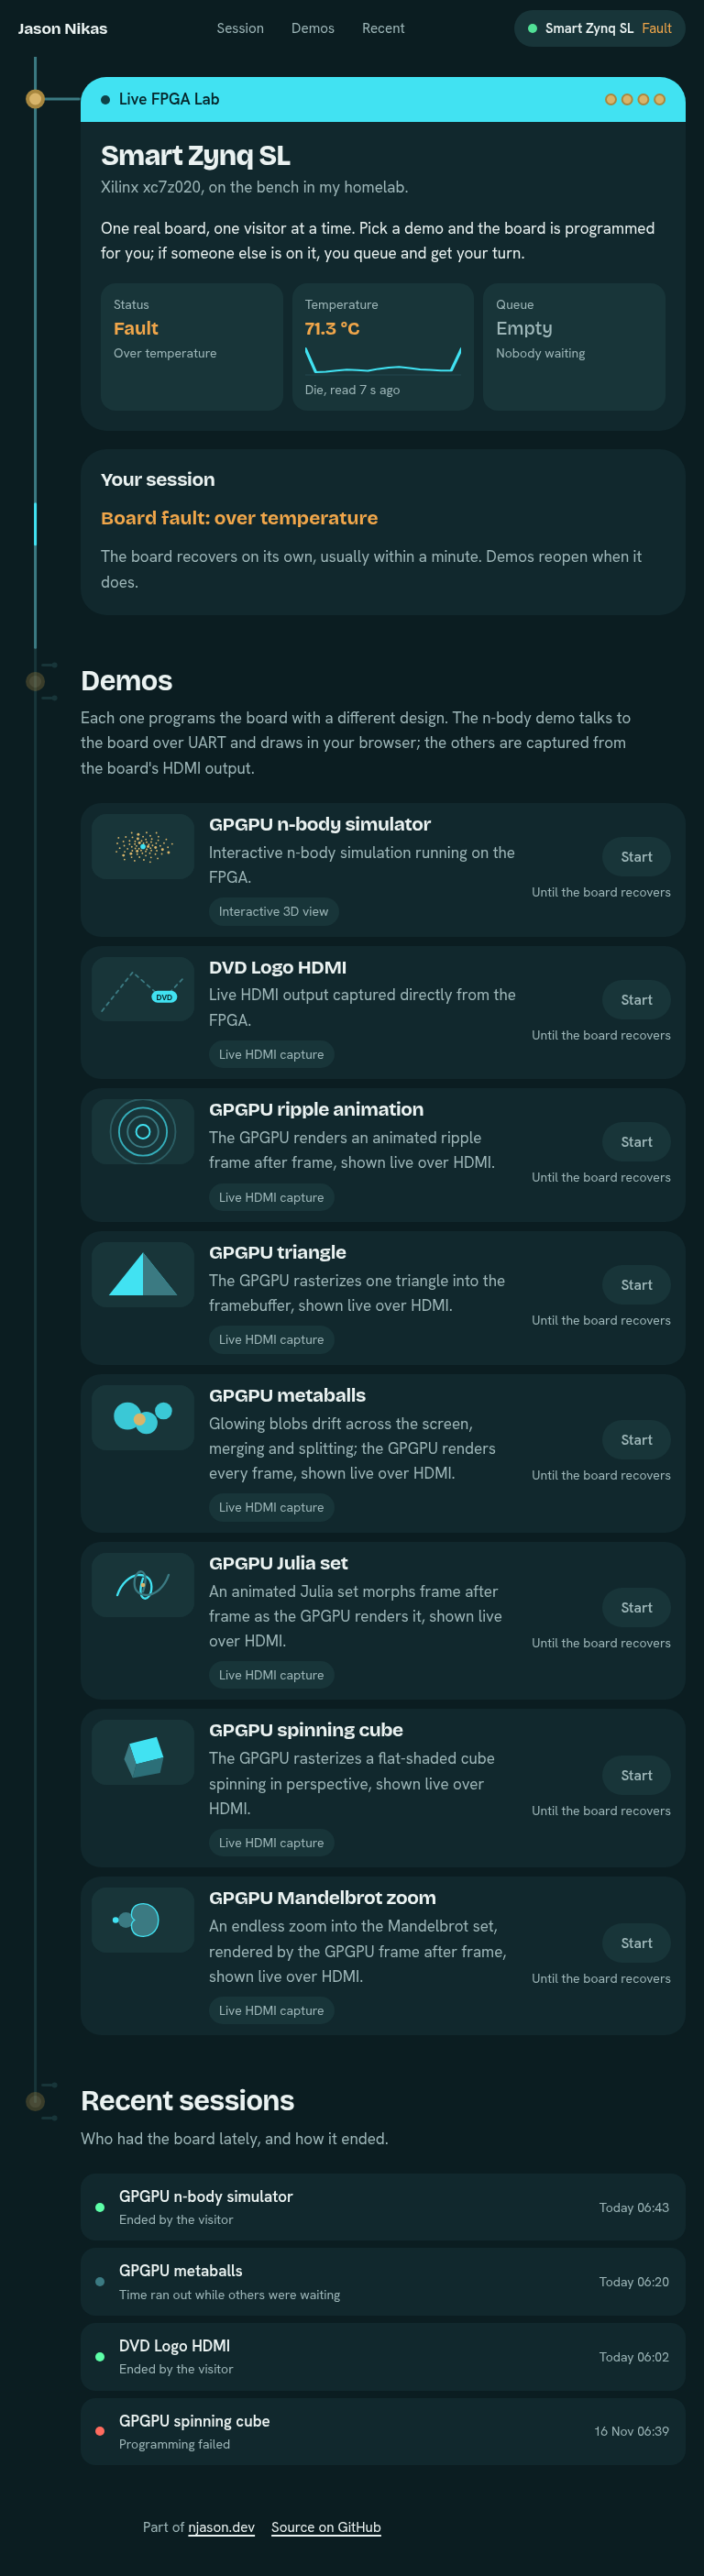 Jason Nikas
Session Demos Recent
Smart Zynq SL Fault
Live FPGA Lab
Smart Zynq SL
Xilinx xc7z020, on the bench in my homelab.
One real board, one visitor at a time. Pick a demo and the board is programmed
for you; if someone else is on it, you queue and get your turn.
Status
Fault
Over temperature
Temperature
71.3 °C
Die, read 7 s ago
Queue
Empty
Nobody waiting
Your session
Board fault: over temperature
The board recovers on its own, usually within a minute. Demos reopen when it
does.
Demos
Each one programs the board with a different design. The n-body demo talks to
the board over UART and draws in your browser; the others are captured from
the board's HDMI output.
GPGPU n-body simulator
Interactive n-body simulation running on the
FPGA.
Interactive 3D view
Start
Until the board recovers
DVD
DVD Logo HDMI
Live HDMI output captured directly from the
FPGA.
Live HDMI capture
Start
Until the board recovers
GPGPU ripple animation
The GPGPU renders an animated ripple
frame after frame, shown live over HDMI.
Live HDMI capture
Start
Until the board recovers
GPGPU triangle
The GPGPU rasterizes one triangle into the
framebuffer, shown live over HDMI.
Live HDMI capture
Start
Until the board recovers
GPGPU metaballs
Glowing blobs drift across the screen,
merging and splitting; the GPGPU renders
every frame, shown live over HDMI.
Live HDMI capture
Start
Until the board recovers
GPGPU Julia set
An animated Julia set morphs frame after
frame as the GPGPU renders it, shown live
over HDMI.
Live HDMI capture
Start
Until the board recovers
GPGPU spinning cube
The GPGPU rasterizes a flat-shaded cube
spinning in perspective, shown live over
HDMI.
Live HDMI capture
Start
Until the board recovers
GPGPU Mandelbrot zoom
An endless zoom into the Mandelbrot set,
rendered by the GPGPU frame after frame,
shown live over HDMI.
Live HDMI capture
Start
Until the board recovers
Recent sessions
Who had the board lately, and how it ended.
GPGPU n-body simulator
Ended by the visitor
Today 06:43
GPGPU metaballs
Time ran out while others were waiting
Today 06:20
DVD Logo HDMI
Ended by the visitor
Today 06:02
GPGPU spinning cube
Programming failed
16 Nov 06:39
Part of njason.dev Source on GitHub